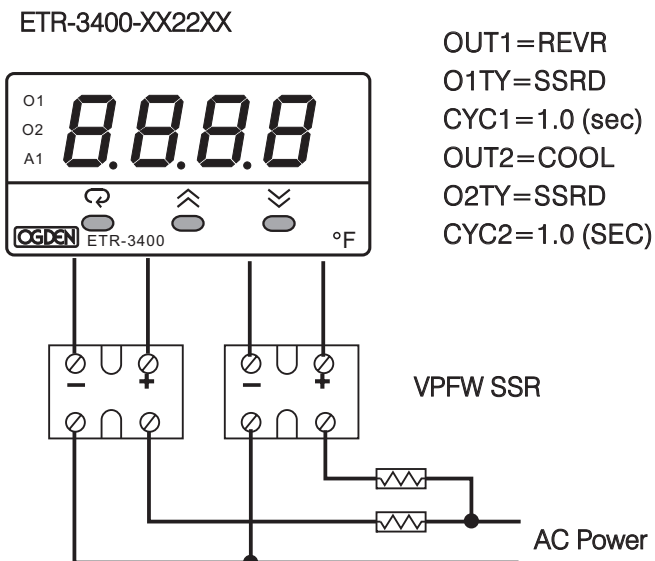 ETR-3400-XX22XX
OUT1=REVR
O1TY=SSRD
CYC1=1.0 (sec)
OUT2=COOL
O2TY=SSRD
CYC2=1.0 (SEC)
O1
O2
A1
8.8.8.8
OGDEN
ETR-3400
°F
– +
– +
VPFW SSR
AC Power